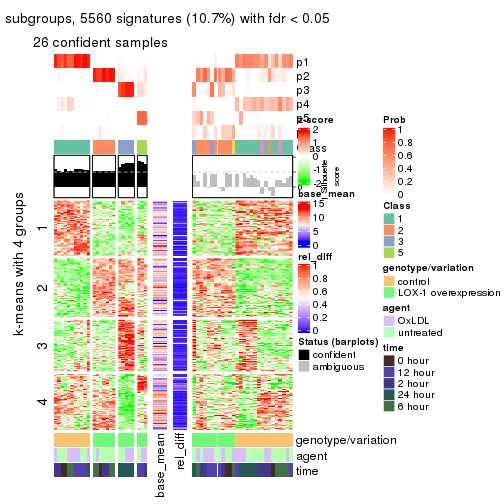 subgroups, 5560 signatures (10.7%) with fdr < 0.05
26 confident samples
p1
p2
p3
p4
p5
z-score
2
1
0
-1
-2
Silhouette score
base_mean
15
10
5
0
rel_diff
1
0.8
0.6
0.4
0.2
0
Status (barplots)
confident
ambiguous
Prob
1
0.8
0.6
0.4
0.2
0
Class
1
2
3
5
genotype/variation
control
LOX-1 overexpression
agent
OxLDL
untreated
time
0 hour
12 hour
2 hour
24 hour
6 hour
k-means with 4 groups
1
2
3
4
base_mean
rel_diff
genotype/variation
agent
time